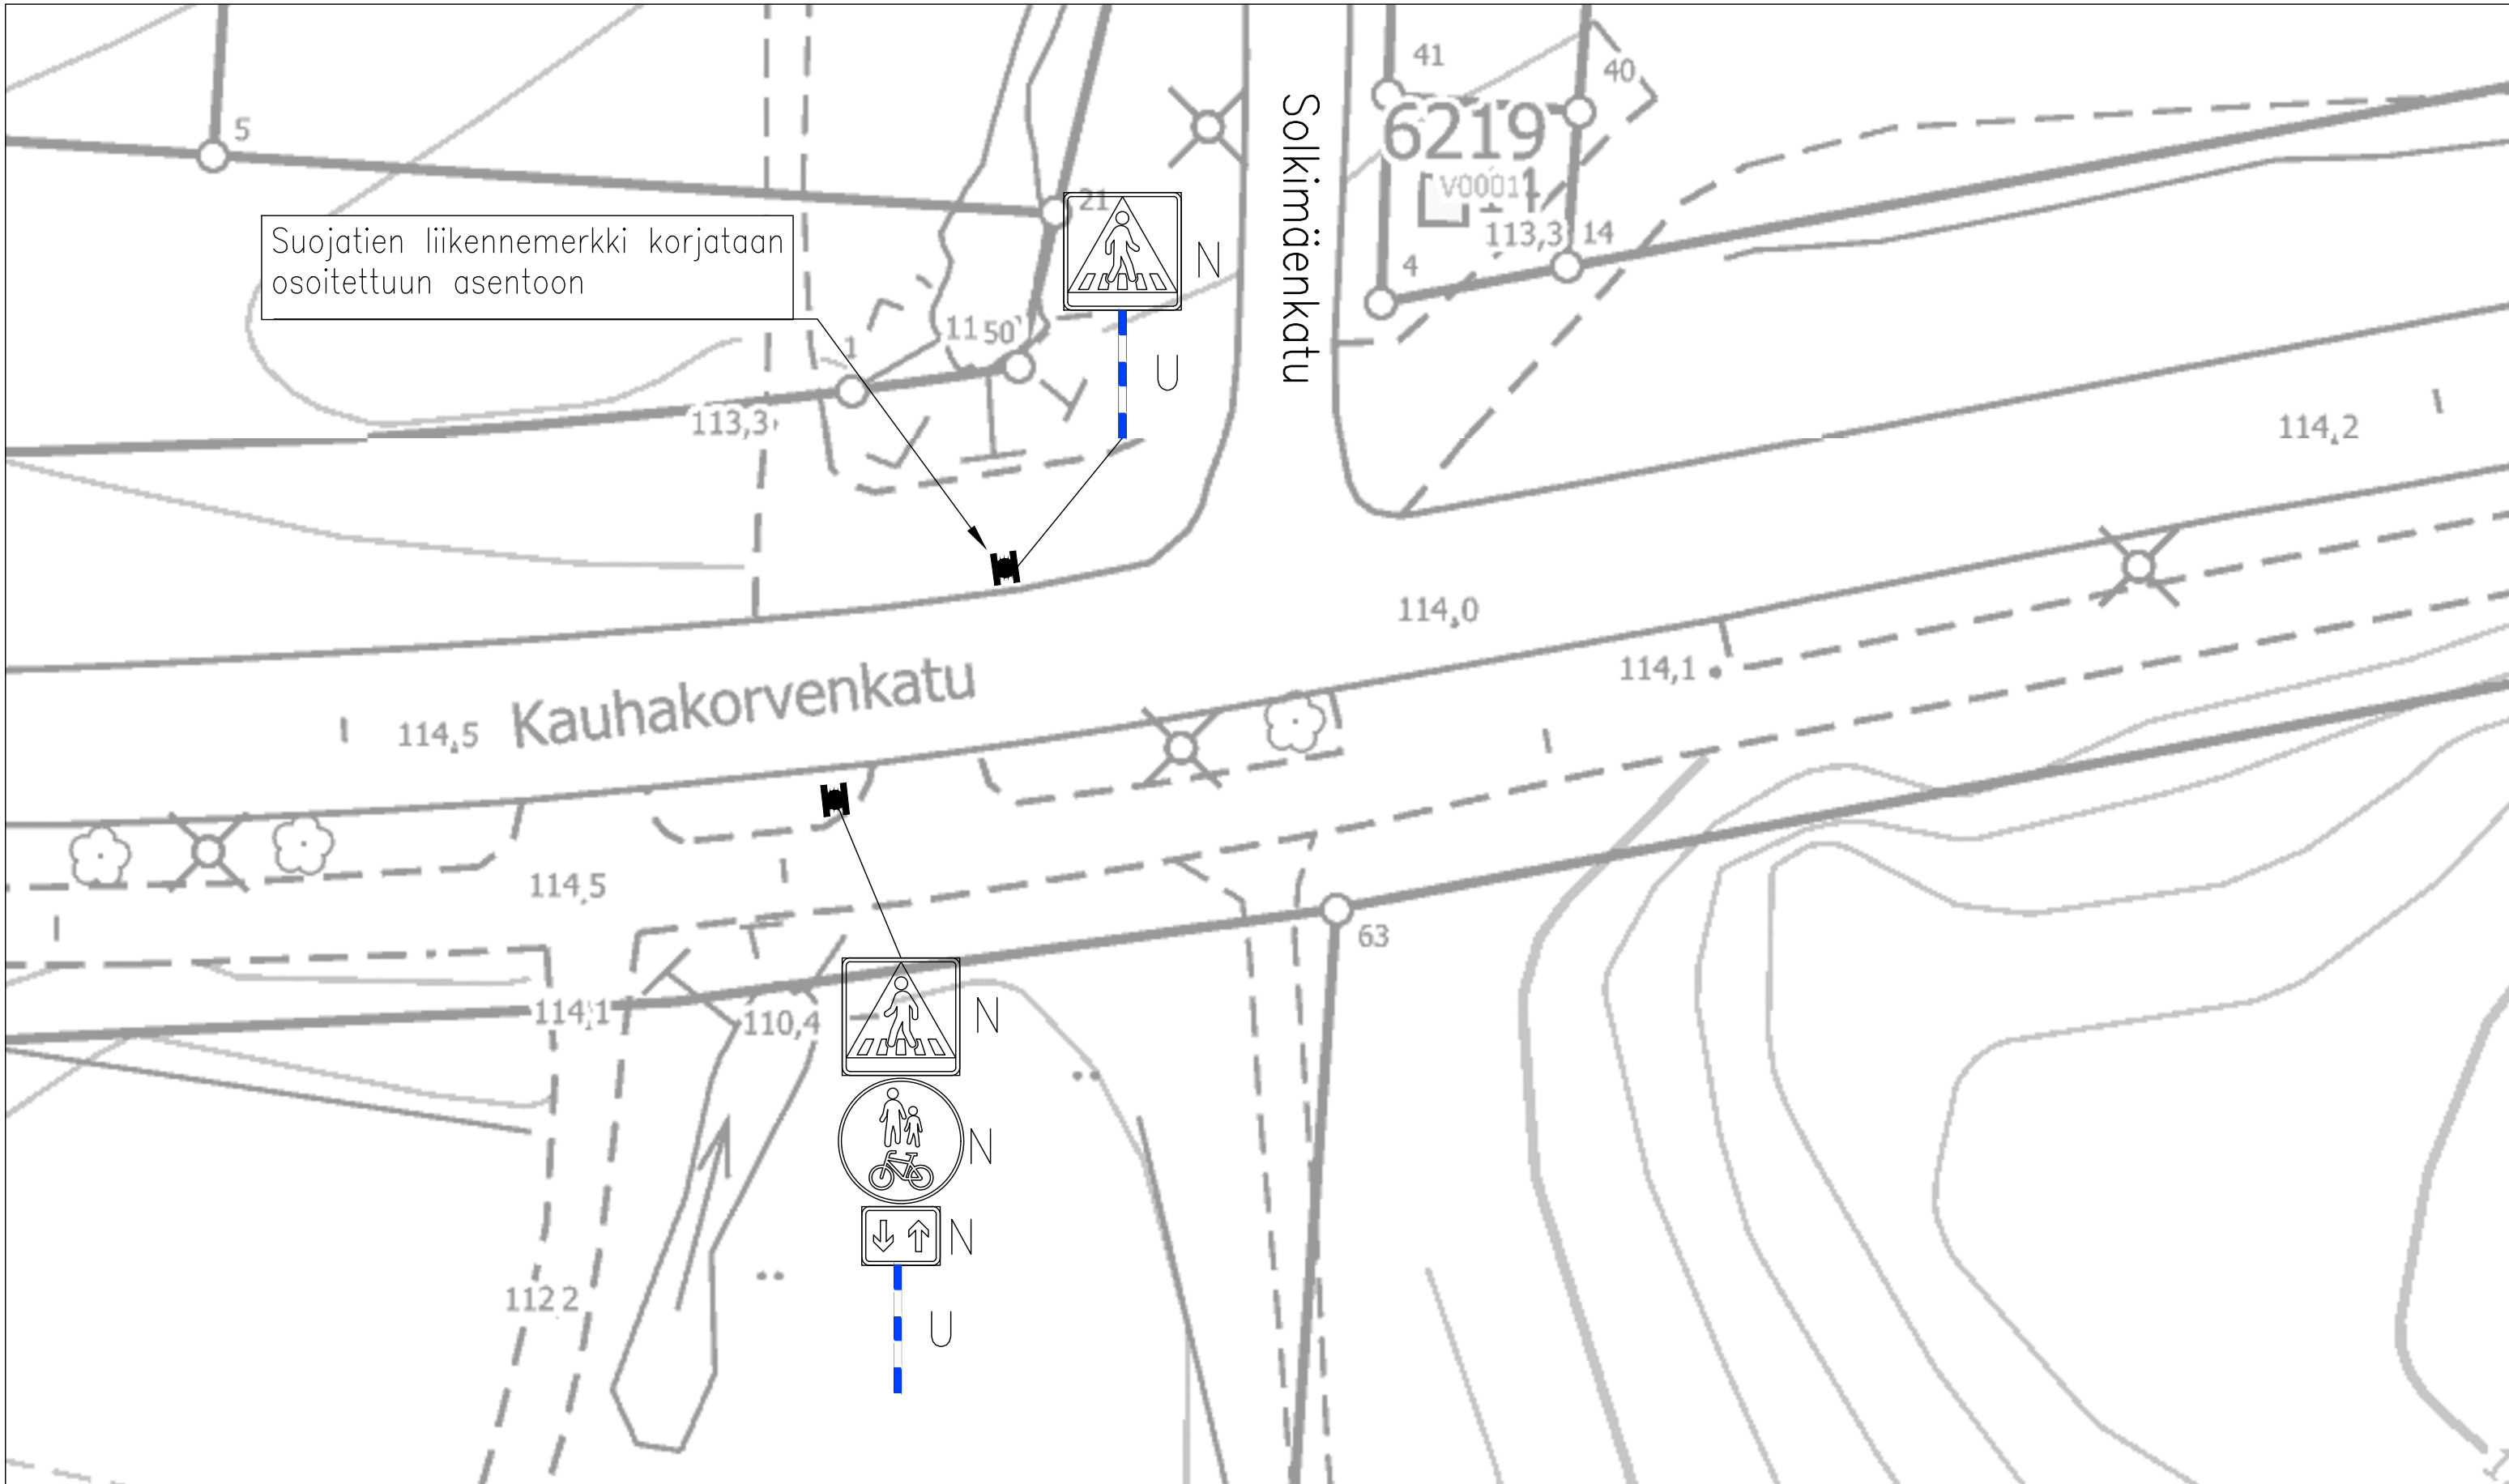 41
40
5
6219
V0001
21
113,3
14
4
Solkimäenkatu
Suojatien liikennemerkki korjataan
osoitettuun asentoon
N
U
1
11
50
113,3
114,2
114,0
114,1
Kauhakorvenkatu
114,5
114,5
63
114,1
110,4
N
N
N
U
112 2